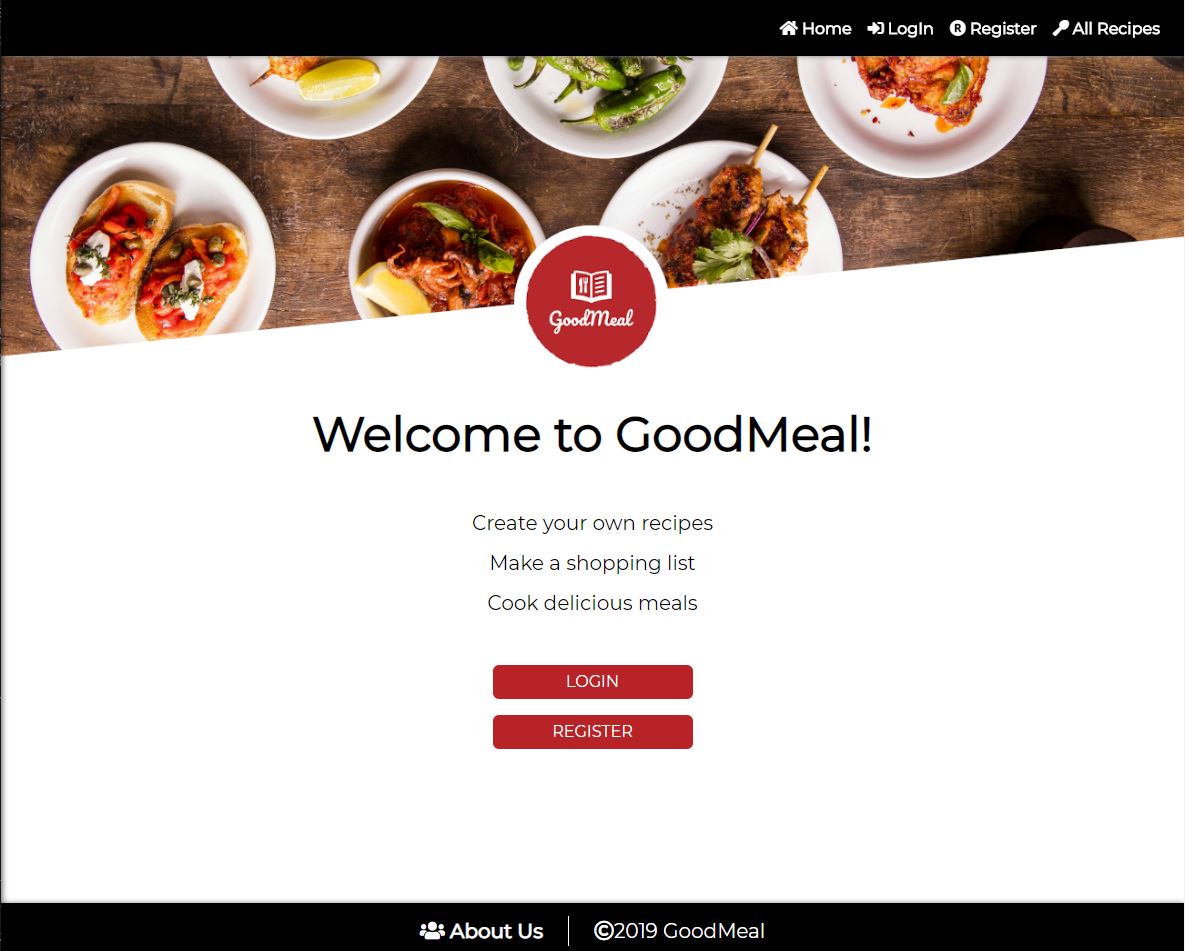 Home LogIn Register All Recipes
GoodMeal
Welcome to GoodMeal!
Create your own recipes
Make a shopping list
Cook delicious meals
LOGIN
REGISTER
About Us ©2019 GoodMeal